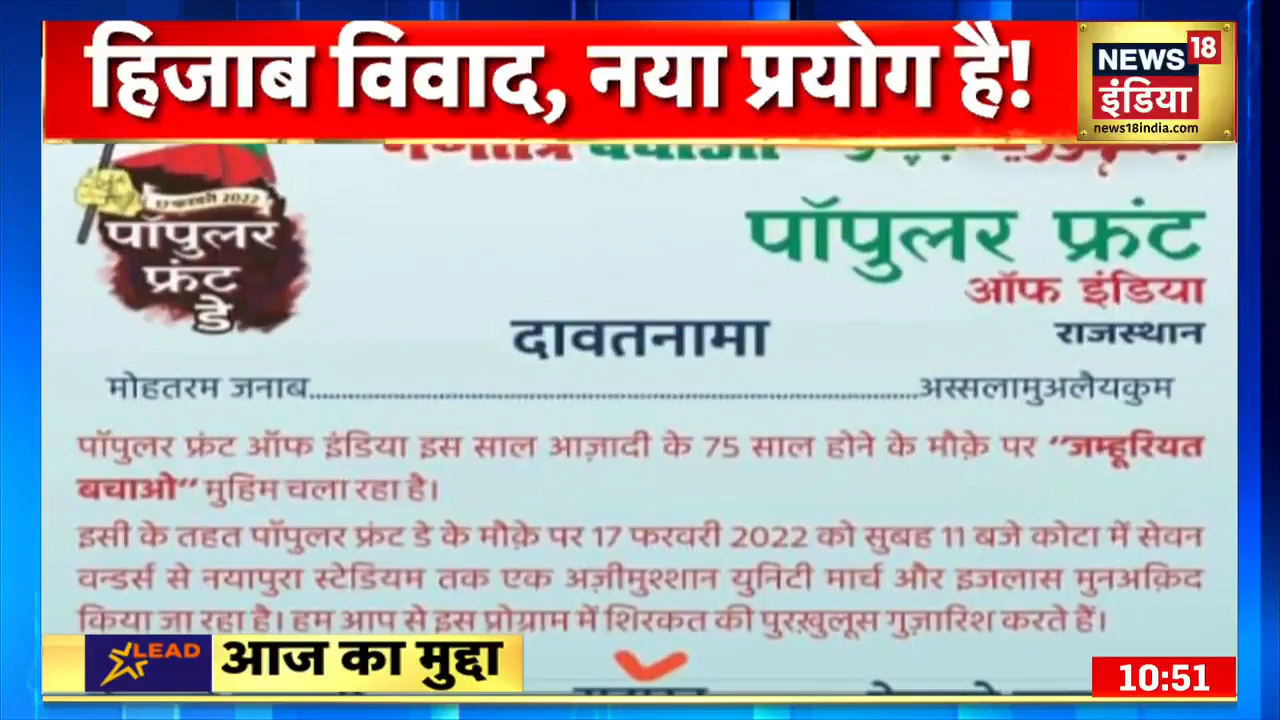 हिजाब विवाद, नया प्रयोग है!
NEWS 18
इंडिया
news18india.com
17 फरवरी 2022
पॉपुलर
फ्रंट
डे
पॉपुलर फ्रंट
ऑफ इंडिया
राजस्थान
दावतनामा
मोहतरम जनाब.......................................................................................अस्सलामुअलैयकुम
पॉपुलर फ्रंट ऑफ इंडिया इस साल आज़ादी के 75 साल होने के मौक़े पर “जम्हूरियत
बचाओ” मुहिम चला रहा है।
इसी के तहत पॉपुलर फ्रंट डे के मौक़े पर 17 फरवरी 2022 को सुबह 11 बजे कोटा में सेवन
वन्डर्स से नयापुरा स्टेडियम तक एक अज़ीमुश्शान युनिटी मार्च और इजलास मुनअक़िद
किया जा रहा है। हम आप से इस प्रोग्राम में शिरकत की पुरख़ुलूस गुज़ारिश करते हैं।
LEAD
आज का मुद्दा
10:51